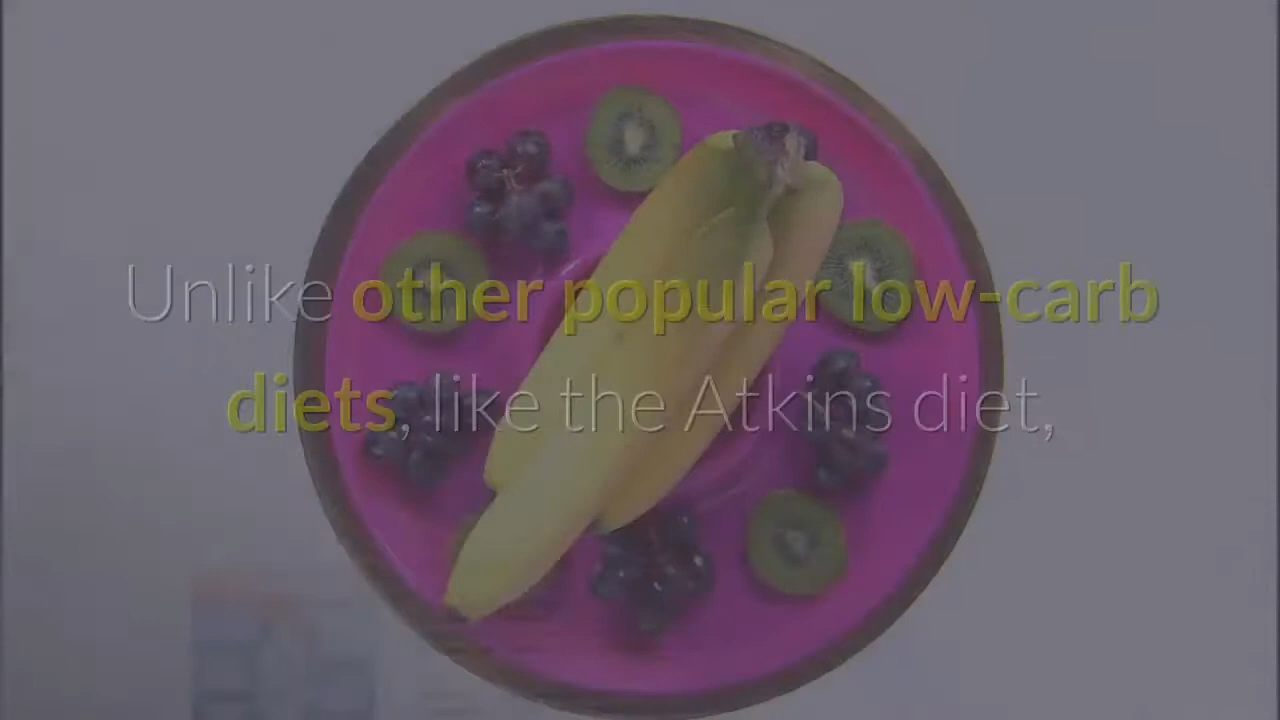 Unlike other popular low-carb
diets, like the Atkins diet,